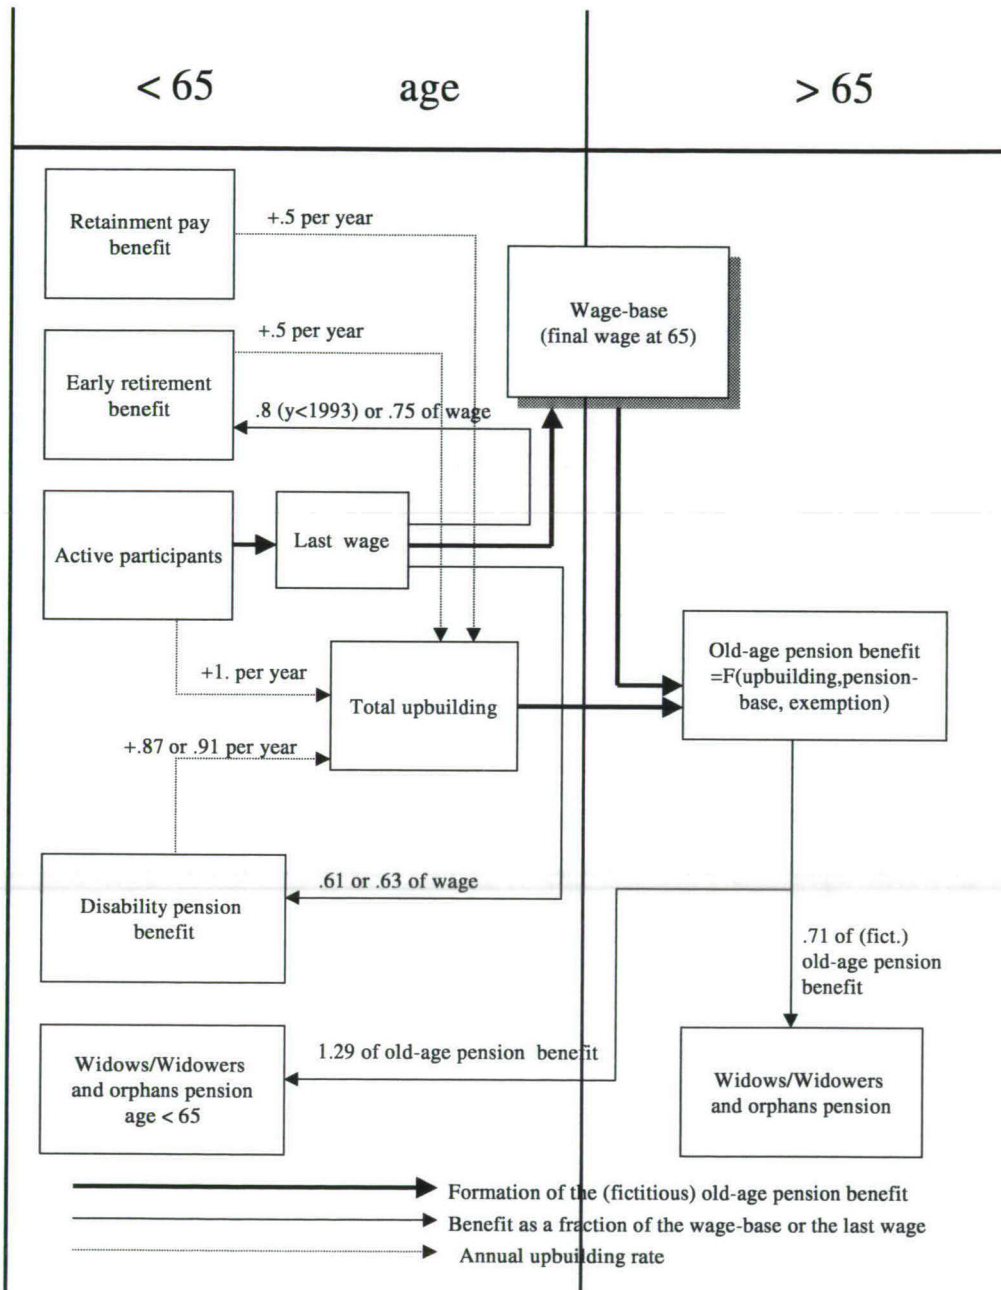 < 65
age
> 65
Retainment pay
benefit
+.5 per year
Wage-base
(final wage at 65)
+.5 per year
Early retirement
benefit
.8 (y<1993) or .75 of wage
Active participants
Last wage
+1. per year
Total upbuilding
Old-age pension benefit
=F(upbuilding,pension-
base, exemption)
+.87 or .91 per year
Disability pension
benefit
.61 or .63 of wage
.71 of (fict.)
old-age pension
benefit
Widows/Widowers
and orphans pension
age < 65
1.29 of old-age pension benefit
Widows/Widowers
and orphans pension
Formation of the (fictitious) old-age pension benefit
Benefit as a fraction of the wage-base or the last wage
Annual upbuilding rate